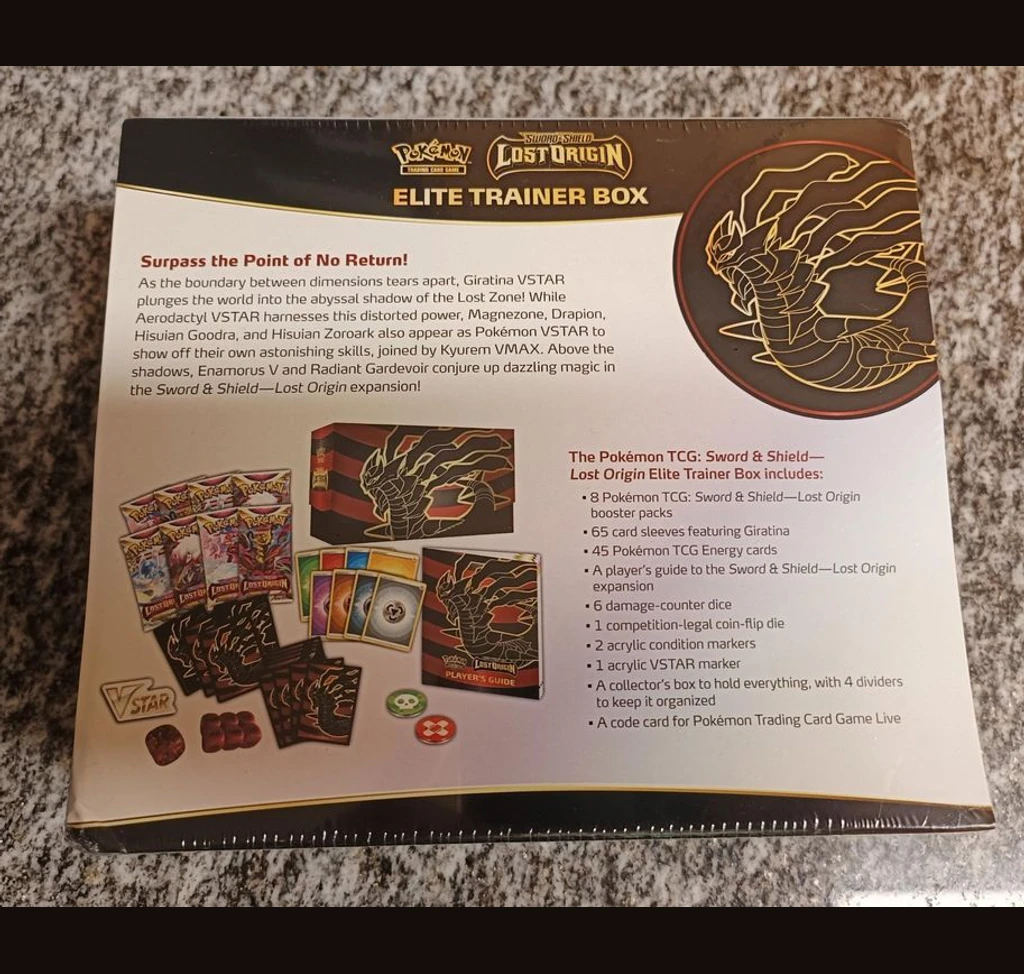 POKéMON
TRADING CARD GAME
SWORD & SHIELD
LOST ORIGIN
ELITE TRAINER BOX
Surpass the Point of No Return!
As the boundary between dimensions tears apart, Giratina VSTAR
plunges the world into the abyssal shadow of the Lost Zone! While
Aerodactyl VSTAR harnesses this distorted power, Magnezone, Drapion,
Hisuian Goodra, and Hisuian Zoroark also appear as Pokémon VSTAR to
show off their own astonishing skills, joined by Kyurem VMAX. Above the
shadows, Enamorus V and Radiant Gardevoir conjure up dazzling magic in
the Sword & Shield—Lost Origin expansion!
The Pokémon TCG: Sword & Shield—
Lost Origin Elite Trainer Box includes:
• 8 Pokémon TCG: Sword & Shield—Lost Origin
booster packs
• 65 card sleeves featuring Giratina
• 45 Pokémon TCG Energy cards
• A player's guide to the Sword & Shield—Lost Origin
expansion
• 6 damage-counter dice
• 1 competition-legal coin-flip die
• 2 acrylic condition markers
• 1 acrylic VSTAR marker
• A collector's box to hold everything, with 4 dividers
to keep it organized
• A code card for Pokémon Trading Card Game Live
LOST ORIGIN
LOST ORIGIN
PLAYER'S GUIDE
VSTAR